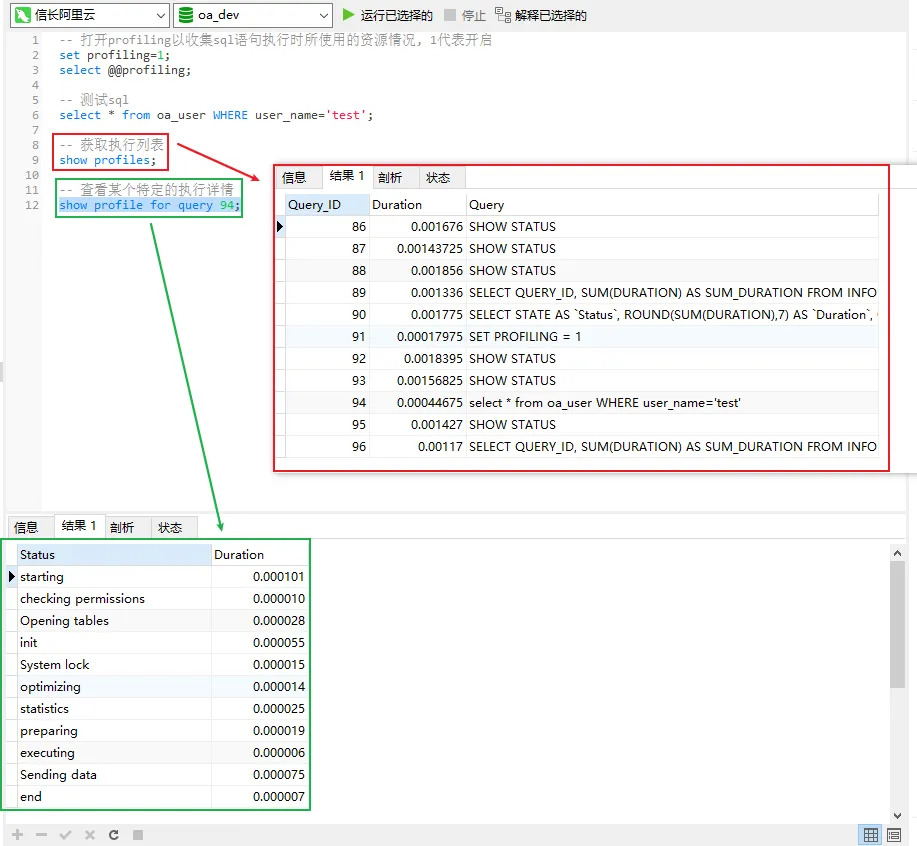 信长阿里云 oa_dev 运行已选择的 停止 解释已选择的
1 -- 打开profiling以收集sql语句执行时所使用的资源情况, 1代表开启
2 set profiling=1;
3 select @@profiling;
4
5 -- 测试sql
6 select * from oa_user WHERE user_name='test';
7
8 -- 获取执行列表
9 show profiles;
10
11 -- 查看某个特定的执行详情
12 show profile for query 94;
信息 结果 1 剖析 状态
Query_ID Duration Query
86 0.001676 SHOW STATUS
87 0.00143725 SHOW STATUS
88 0.001856 SHOW STATUS
89 0.001336 SELECT QUERY_ID, SUM(DURATION) AS SUM_DURATION FROM INFO
90 0.001775 SELECT STATE AS `Status`, ROUND(SUM(DURATION),7) AS `Duration`,
91 0.00017975 SET PROFILING = 1
92 0.0018395 SHOW STATUS
93 0.00156825 SHOW STATUS
94 0.00044675 select * from oa_user WHERE user_name='test'
95 0.001427 SHOW STATUS
96 0.00117 SELECT QUERY_ID, SUM(DURATION) AS SUM_DURATION FROM INFO
信息 结果 1 剖析 状态
Status Duration
starting 0.000101
checking permissions 0.000010
Opening tables 0.000028
init 0.000055
System lock 0.000015
optimizing 0.000014
statistics 0.000025
preparing 0.000019
executing 0.000006
Sending data 0.000075
end 0.000007